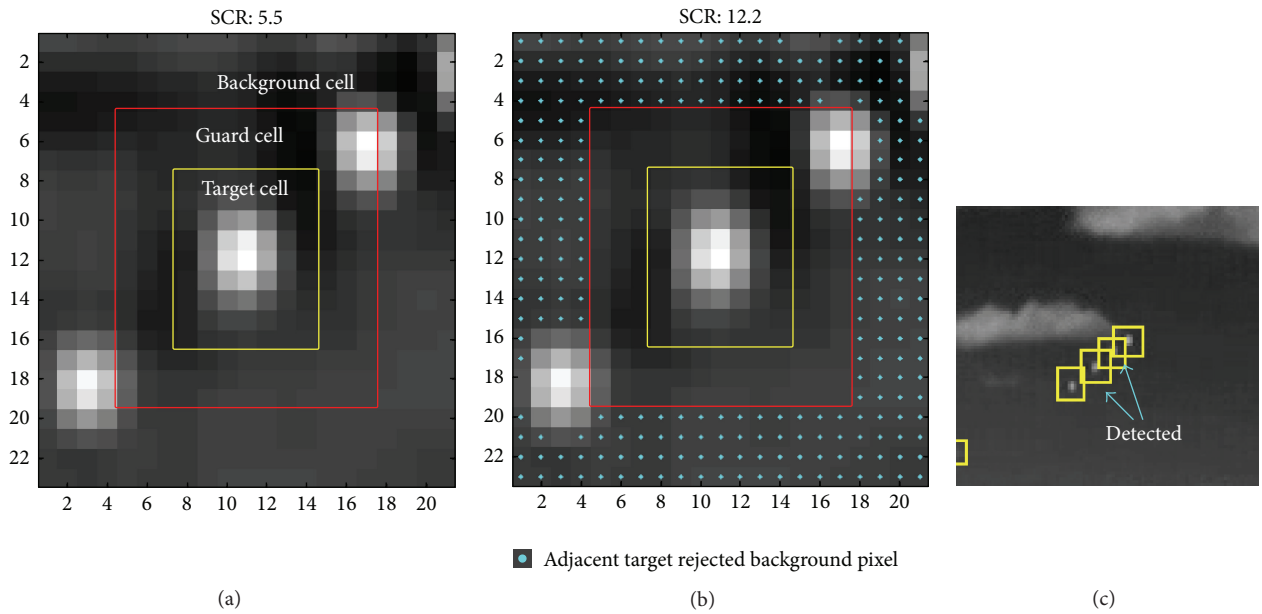 SCR: 5.5
2
4
6
8
10
12
14
16
18
20
22
Background cell
Guard cell
Target cell
2 4 6 8 10 12 14 16 18 20
(a)
SCR: 12.2
2
4
6
8
10
12
14
16
18
20
22
2 4 6 8 10 12 14 16 18 20
Adjacent target rejected background pixel
(b)
Detected
(c)